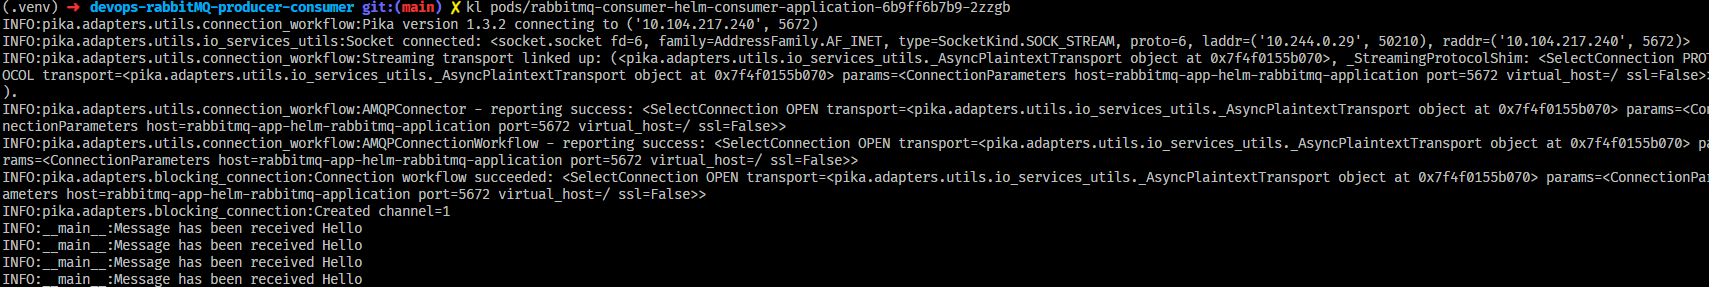 (.venv) ➜ devops-rabbitMQ-producer-consumer git:(main) ✗ kl pods/rabbitmq-consumer-helm-consumer-application-6b9ff6b7b9-2zzgb
INFO:pika.adapters.utils.connection_workflow:Pika version 1.3.2 connecting to ('10.104.217.240', 5672)
INFO:pika.adapters.utils.io_services_utils:Socket connected: <socket.socket fd=6, family=AddressFamily.AF_INET, type=SocketKind.SOCK_STREAM, proto=6, laddr=('10.244.0.29', 50210), raddr=('10.104.217.240', 5672)>
INFO:pika.adapters.utils.connection_workflow:Streaming transport linked up: (<pika.adapters.utils.io_services_utils._AsyncPlaintextTransport object at 0x7f4f0155b070>, _StreamingProtocolShim: <SelectConnection PROT
OCOL transport=<pika.adapters.utils.io_services_utils._AsyncPlaintextTransport object at 0x7f4f0155b070> params=<ConnectionParameters host=rabbitmq-app-helm-rabbitmq-application port=5672 virtual_host=/ ssl=False>>
).
INFO:pika.adapters.utils.connection_workflow:AMQPConnector - reporting success: <SelectConnection OPEN transport=<pika.adapters.utils.io_services_utils._AsyncPlaintextTransport object at 0x7f4f0155b070> params=<Con
nectionParameters host=rabbitmq-app-helm-rabbitmq-application port=5672 virtual_host=/ ssl=False>>
INFO:pika.adapters.utils.connection_workflow:AMQPConnectionWorkflow - reporting success: <SelectConnection OPEN transport=<pika.adapters.utils.io_services_utils._AsyncPlaintextTransport object at 0x7f4f0155b070> pa
rams=<ConnectionParameters host=rabbitmq-app-helm-rabbitmq-application port=5672 virtual_host=/ ssl=False>>
INFO:pika.adapters.blocking_connection:Connection workflow succeeded: <SelectConnection OPEN transport=<pika.adapters.utils.io_services_utils._AsyncPlaintextTransport object at 0x7f4f0155b070> params=<ConnectionPar
ameters host=rabbitmq-app-helm-rabbitmq-application port=5672 virtual_host=/ ssl=False>>
INFO:pika.adapters.blocking_connection:Created channel=1
INFO:__main__:Message has been received Hello
INFO:__main__:Message has been received Hello
INFO:__main__:Message has been received Hello
INFO:__main__:Message has been received Hello